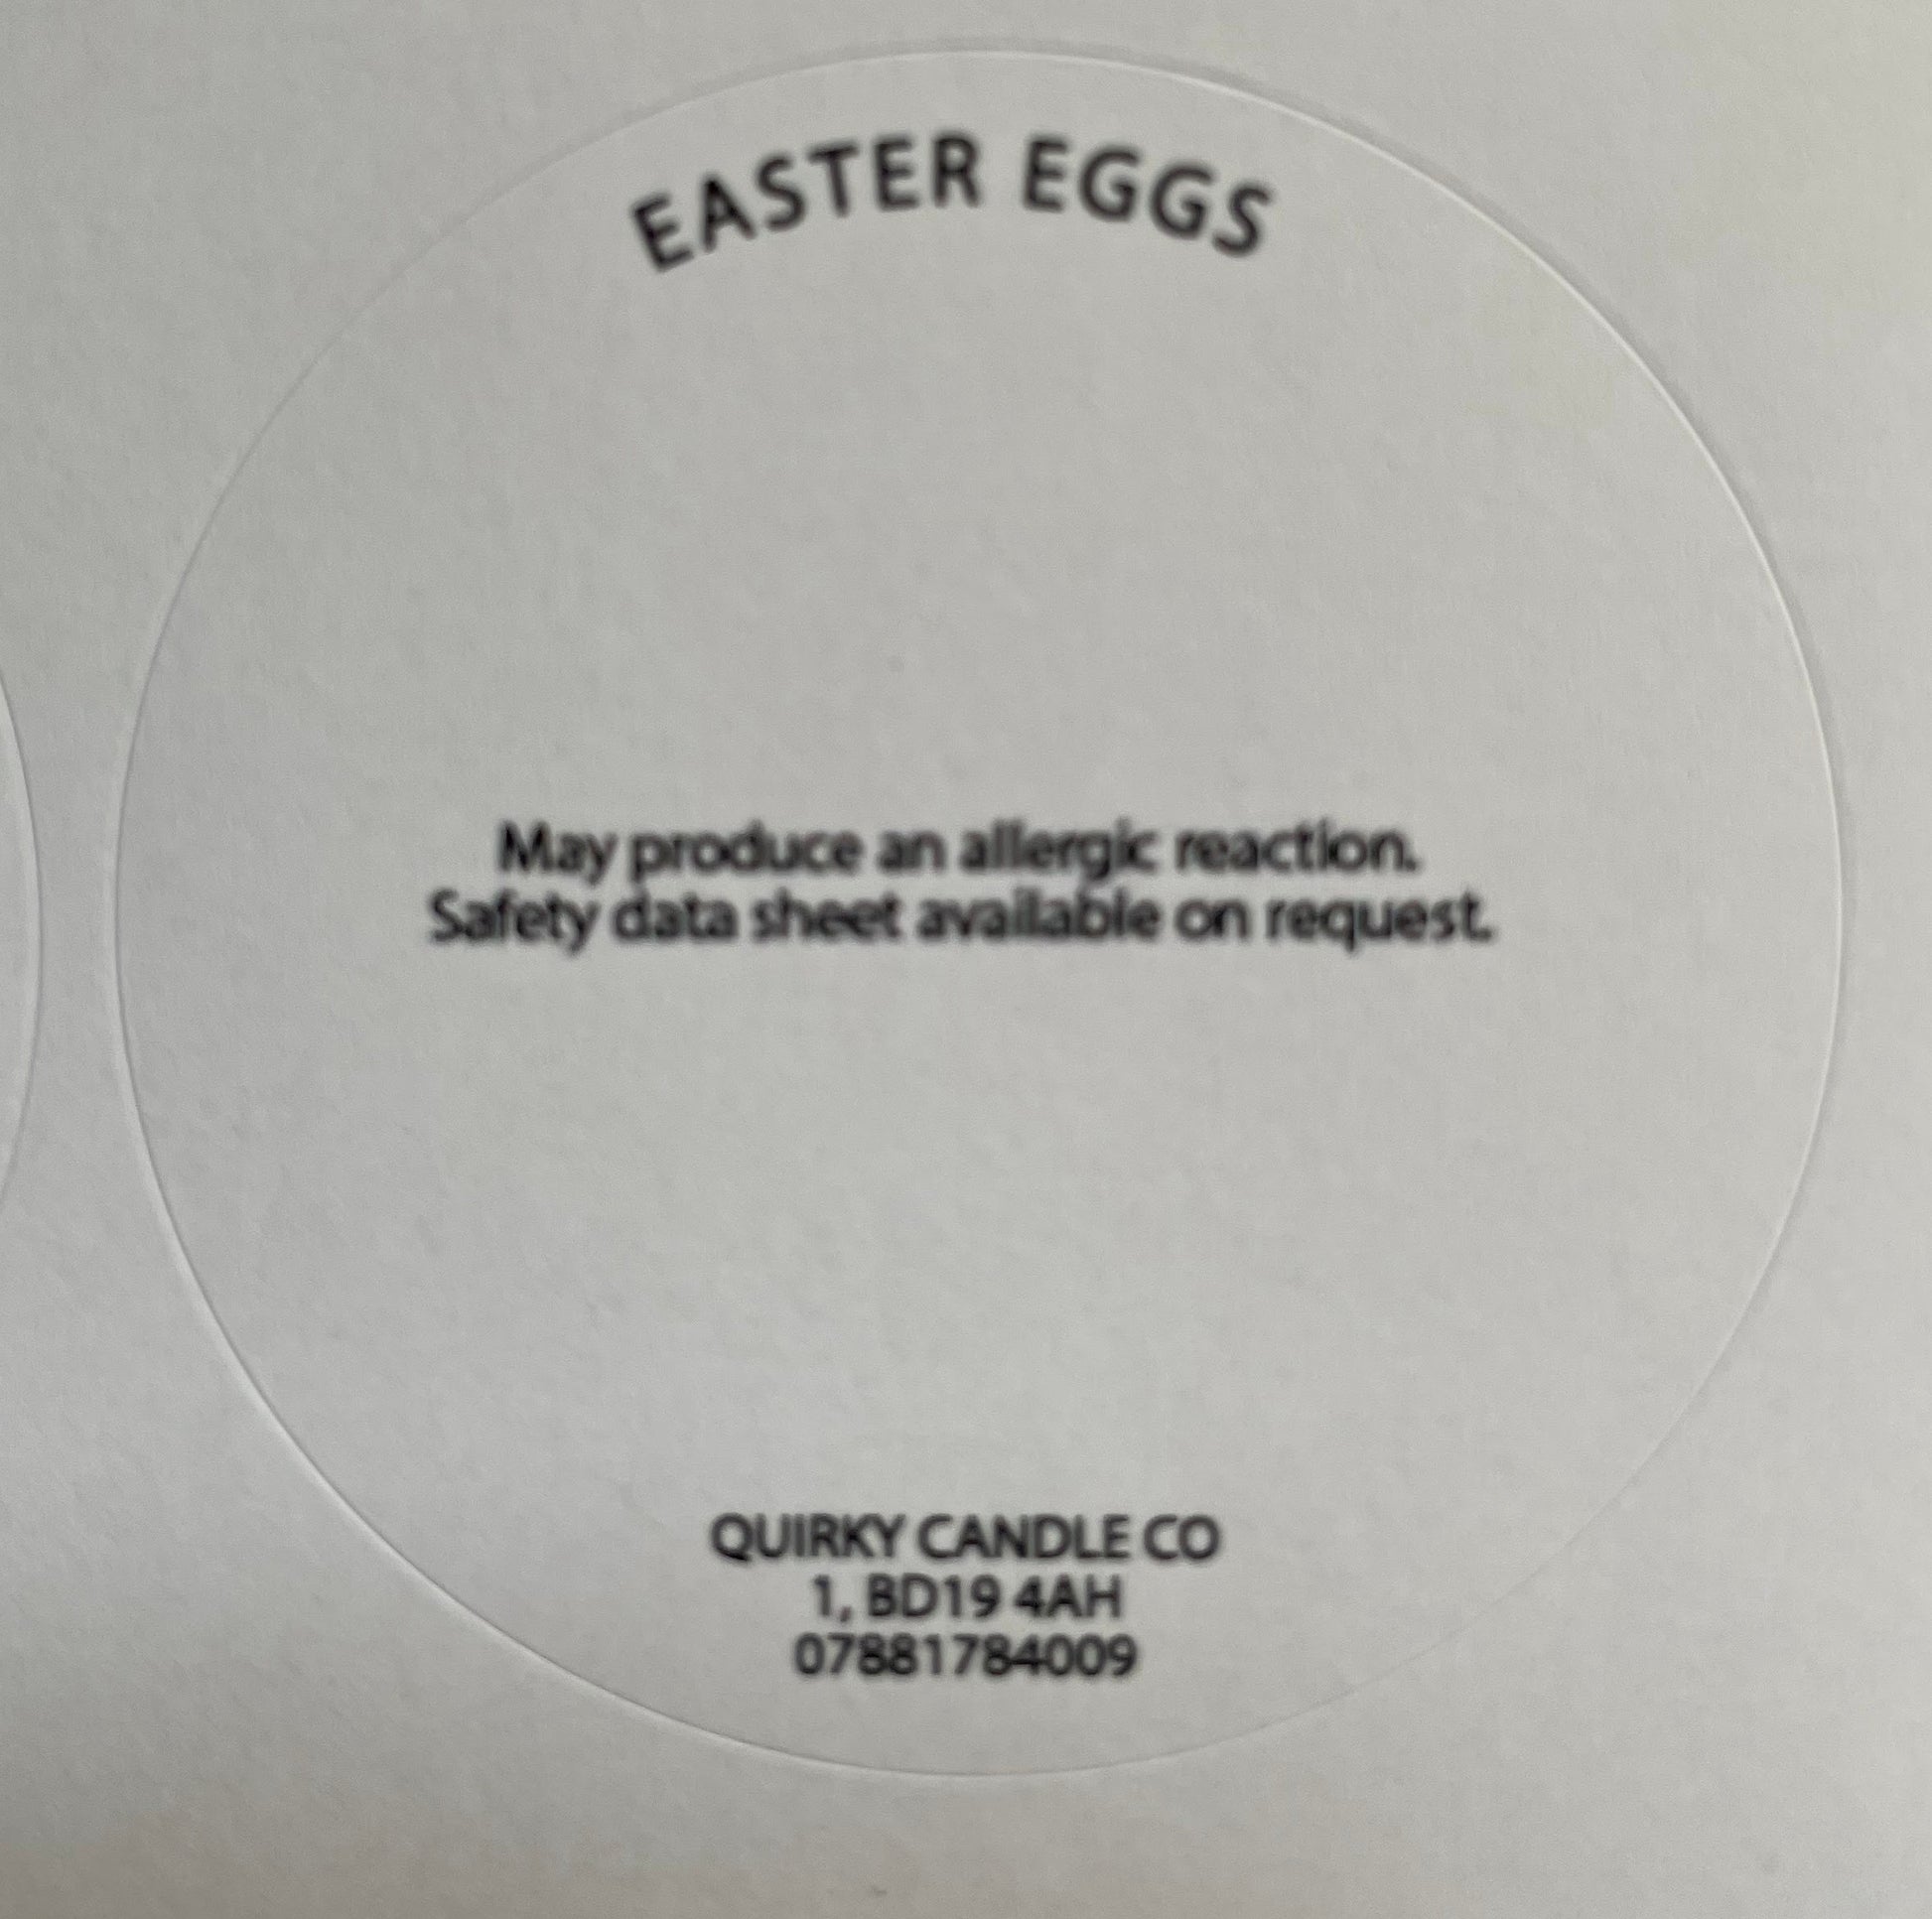 EASTER EGGS
May produce an allergic reaction.
Safety data sheet available on request.
QUIRKY CANDLE CO
1, BD19 4AH
07881784009